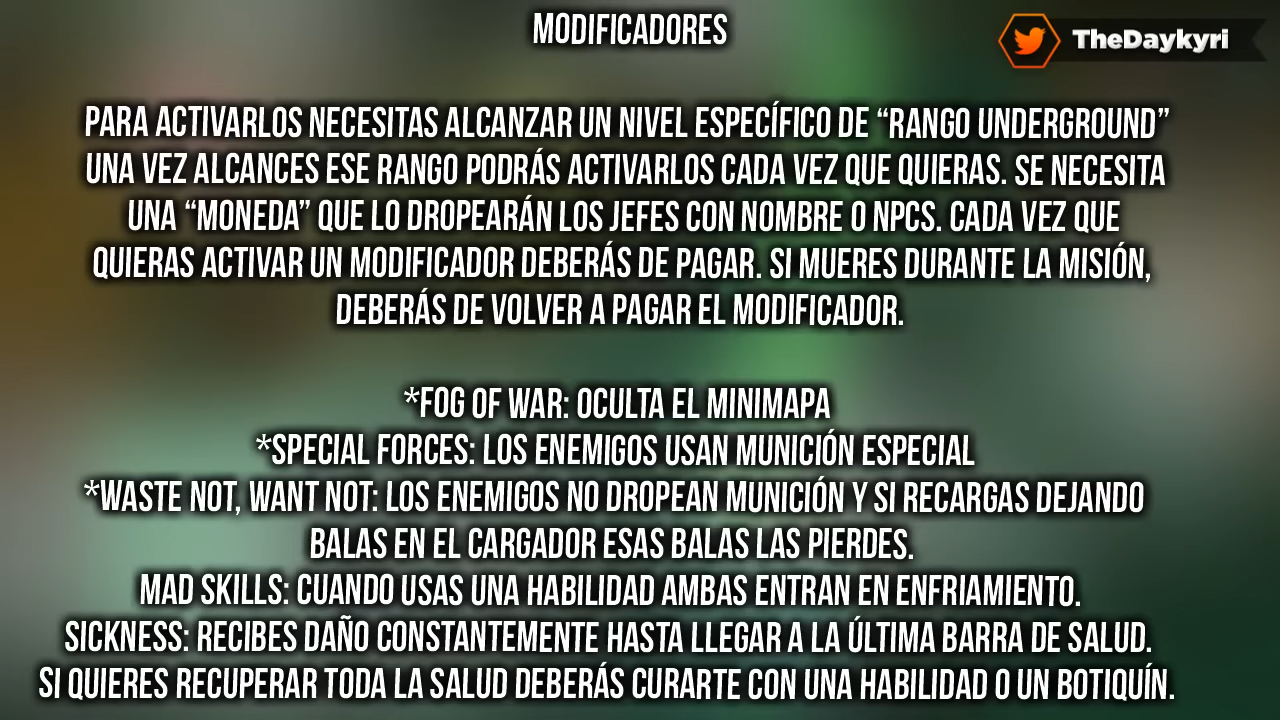 MODIFICADORES
TheDaykyri
PARA ACTIVARLOS NECESITAS ALCANZAR UN NIVEL ESPECÍFICO DE “RANGO UNDERGROUND”
UNA VEZ ALCANCES ESE RANGO PODRÁS ACTIVARLOS CADA VEZ QUE QUIERAS. SE NECESITA
UNA “MONEDA” QUE LO DROPEARÁN LOS JEFES CON NOMBRE O NPCS. CADA VEZ QUE
QUIERAS ACTIVAR UN MODIFICADOR DEBERÁS DE PAGAR. SI MUERES DURANTE LA MISIÓN,
DEBERÁS DE VOLVER A PAGAR EL MODIFICADOR.
*FOG OF WAR: OCULTA EL MINIMAPA
*SPECIAL FORCES: LOS ENEMIGOS USAN MUNICIÓN ESPECIAL
*WASTE NOT, WANT NOT: LOS ENEMIGOS NO DROPEAN MUNICIÓN Y SI RECARGAS DEJANDO
BALAS EN EL CARGADOR ESAS BALAS LAS PIERDES.
MAD SKILLS: CUANDO USAS UNA HABILIDAD AMBAS ENTRAN EN ENFRIAMIENTO.
SICKNESS: RECIBES DAÑO CONSTANTEMENTE HASTA LLEGAR A LA ÚLTIMA BARRA DE SALUD.
SI QUIERES RECUPERAR TODA LA SALUD DEBERÁS CURARTE CON UNA HABILIDAD O UN BOTIQUÍN.